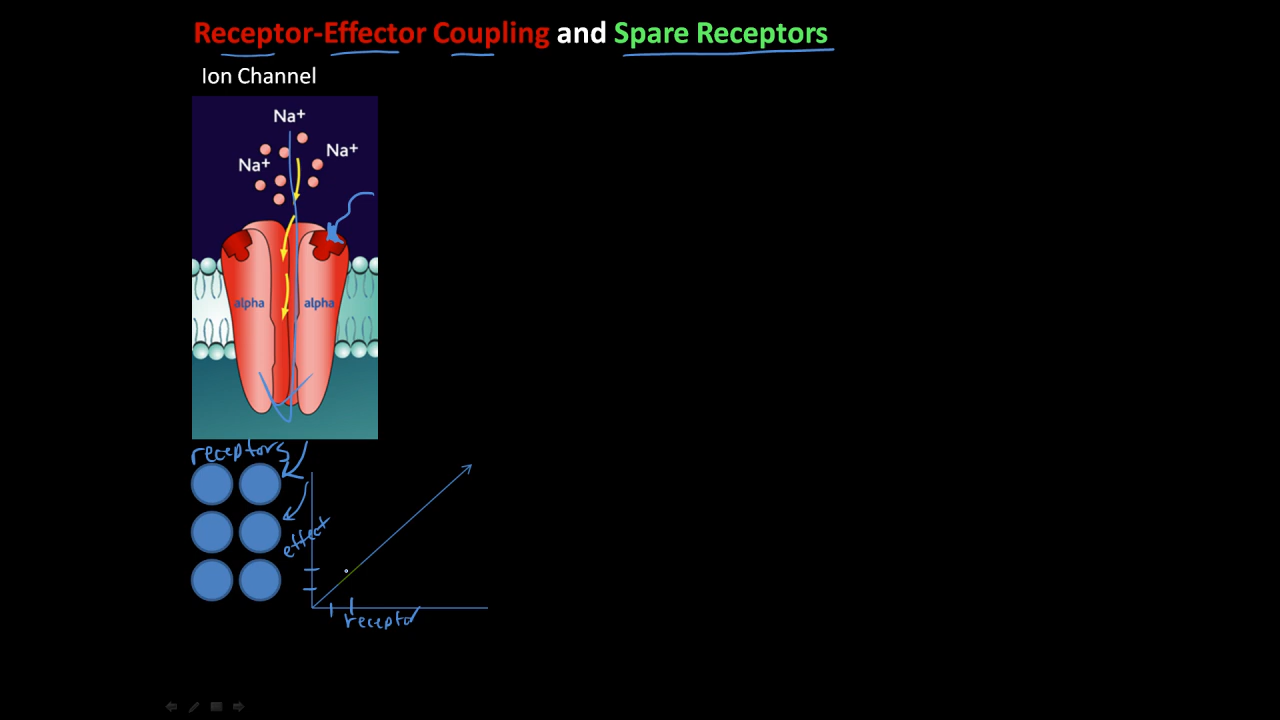 Receptor-Effector Coupling and Spare Receptors
Ion Channel
Na+
Na+
Na+
alpha
alpha
receptors
effect
receptor